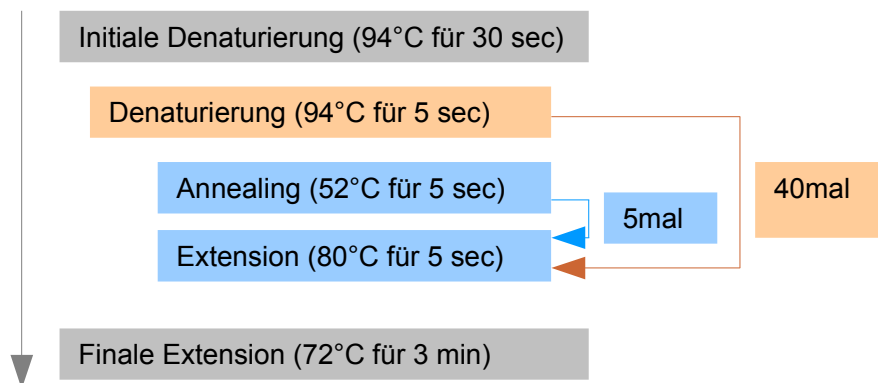 Initiale Denaturierung (94°C für 30 sec)
Denaturierung (94°C für 5 sec)
Annealing (52°C für 5 sec)
5mal
40mal
Extension (80°C für 5 sec)
Finale Extension (72°C für 3 min)